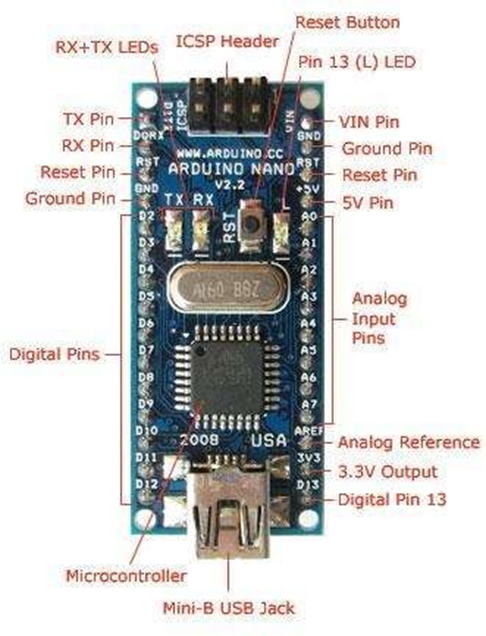 Reset Button
ICSP Header
RX+TX LEDs
Pin 13 (L) LED
TX Pin
RX Pin
Reset Pin
Ground Pin
Digital Pins
VIN Pin
Ground Pin
Reset Pin
5V Pin
Analog
Input
Pins
Analog Reference
3.3V Output
Digital Pin 13
Microcontroller
Mini-B USB Jack
ICSP
VIN
GND
RST
RST
WWW.ARDUINO.CC
ARDUINO NANO
V2.2
GND
+5V
TX RX
RST
L
D2
D3
D4
D5
D6
D7
D8
D9
D10
D11
D12
A0
A1
A2
A3
A4
A5
A6
A7
AREF
3V3
D13
2008
USA